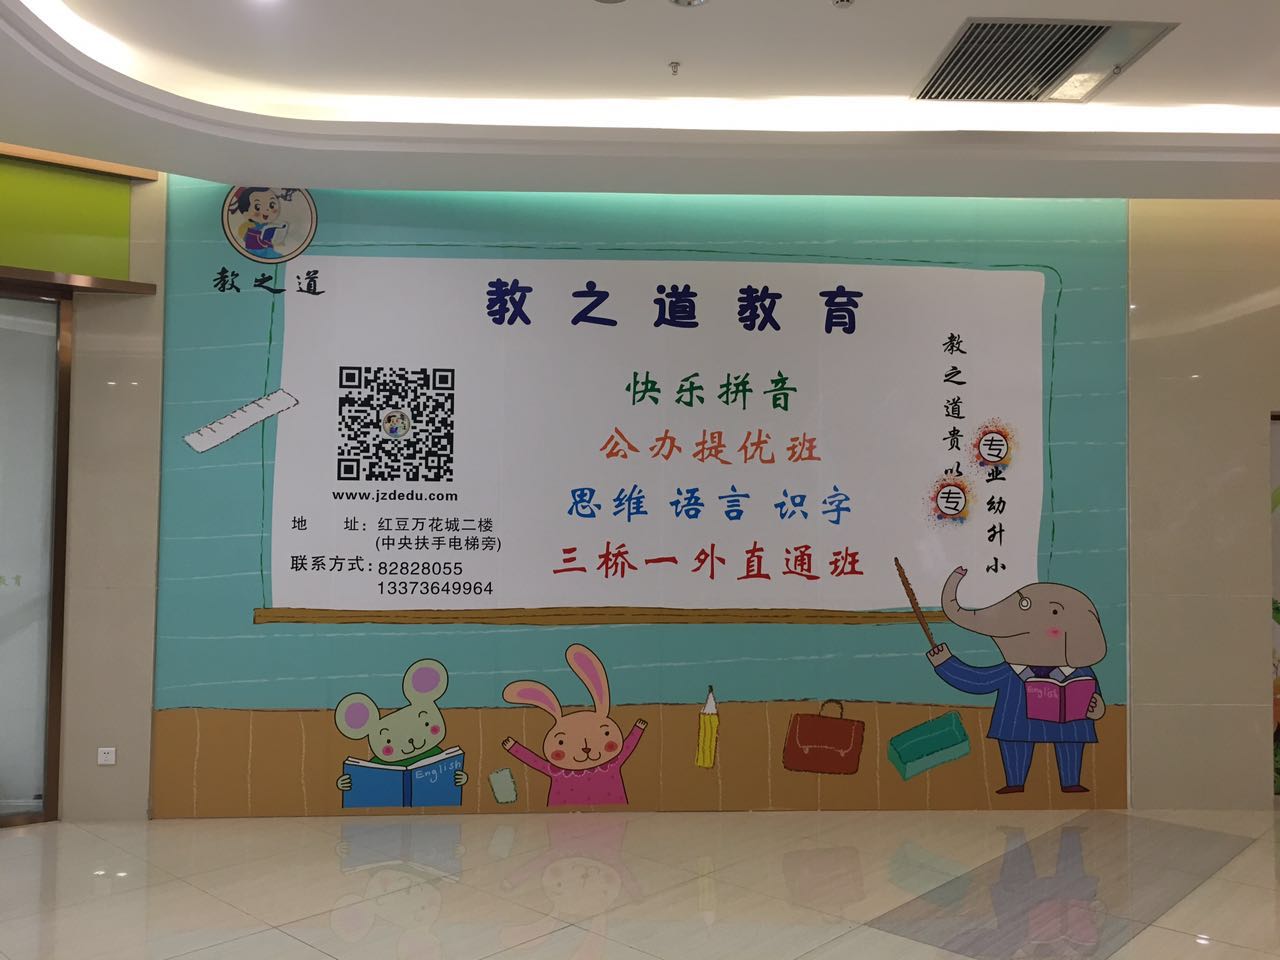 教之道
教之道教育
快乐拼音
公办提优班
思维 语言 识字
三桥一外直通班
www.jzdedu.com
地 址：红豆万花城二楼
(中央扶手电梯旁)
联系方式：82828055
13373649964
教之道贵以专
专业幼升小
English
English